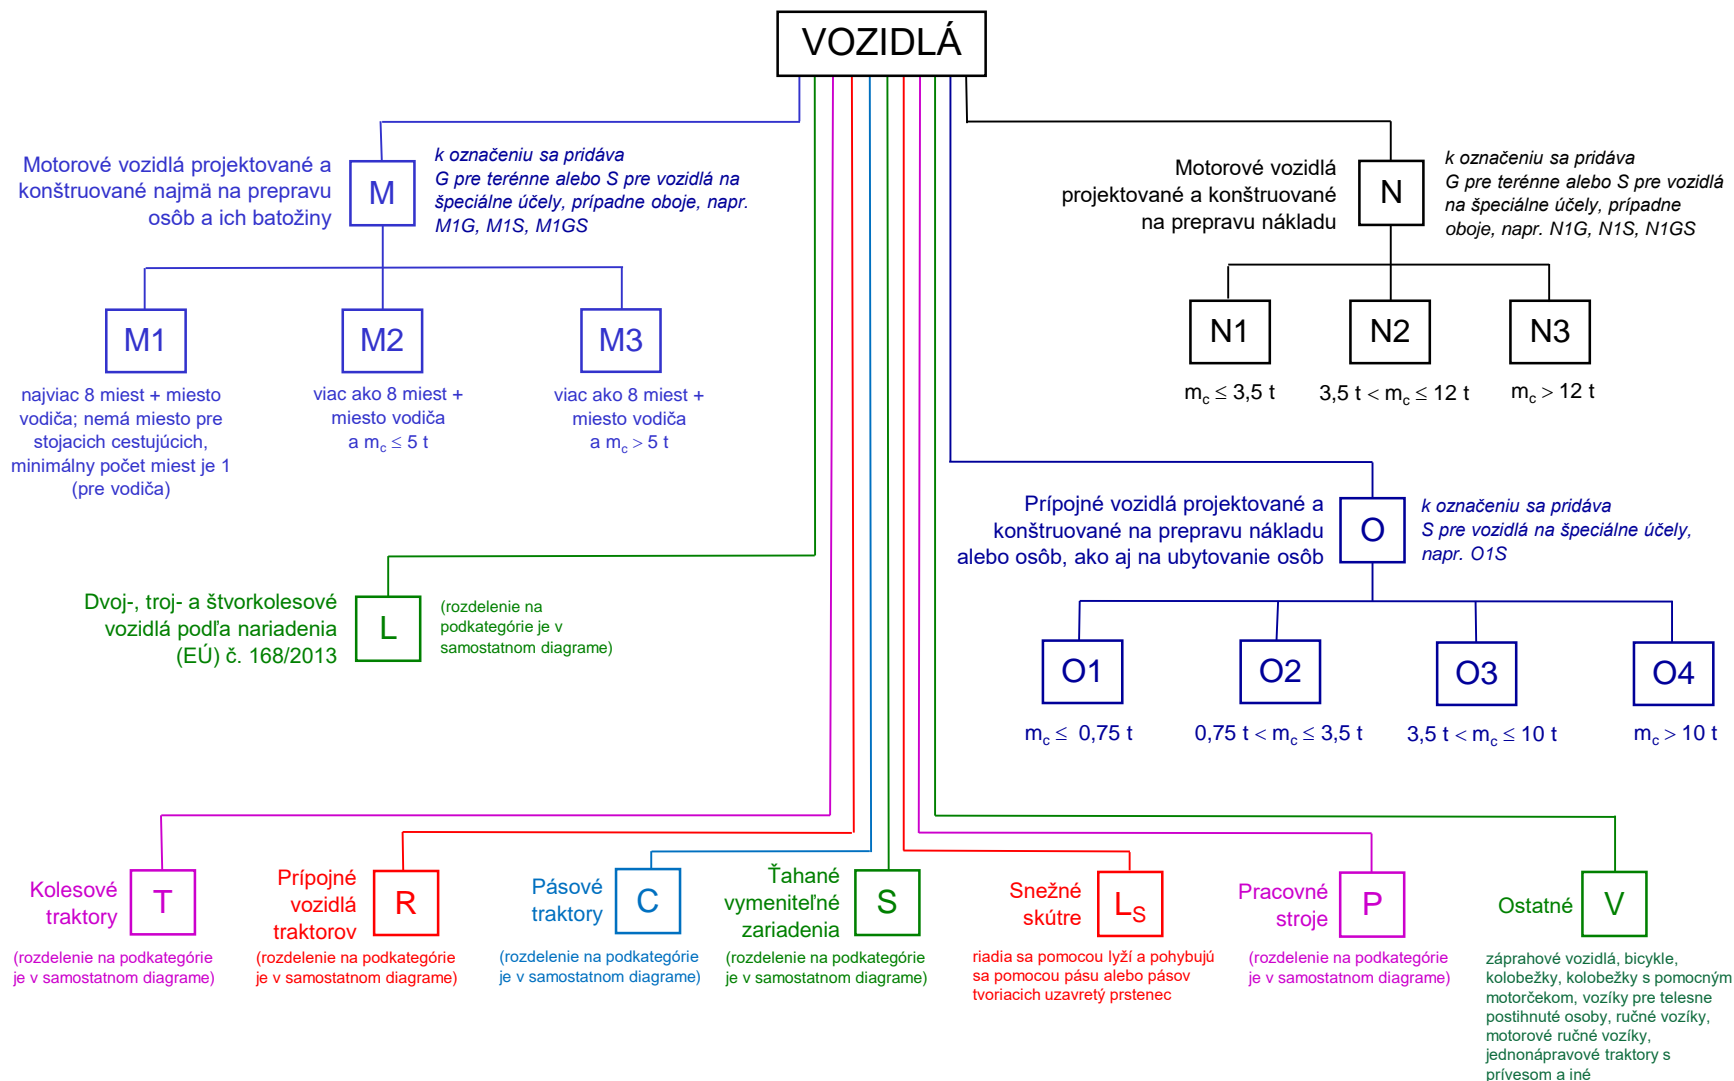 VOZIDLÁ
Motorové vozidlá projektované a
konštruované najmä na prepravu
osôb a ich batožiny
M
k označeniu sa pridáva
G pre terénne alebo S pre vozidlá na
špeciálne účely, prípadne oboje, napr.
M1G, M1S, M1GS
Motorové vozidlá
projektované a konštruované
na prepravu nákladu
N
k označeniu sa pridáva
G pre terénne alebo S pre vozidlá
na špeciálne účely, prípadne
oboje, napr. N1G, N1S, N1GS
M1
M2
M3
najviac 8 miest + miesto
vodiča; nemá miesto pre
stojacich cestujúcich,
minimálny počet miest je 1
(pre vodiča)
viac ako 8 miest +
miesto vodiča
a mc ≤ 5 t
viac ako 8 miest +
miesto vodiča
a mc > 5 t
N1
N2
N3
mc ≤ 3,5 t
3,5 t < mc ≤ 12 t
mc > 12 t
Prípojné vozidlá projektované a
konštruované na prepravu nákladu
alebo osôb, ako aj na ubytovanie osôb
O
k označeniu sa pridáva
S pre vozidlá na špeciálne účely,
napr. O1S
Dvoj-, troj- a štvorkolesové
vozidlá podľa nariadenia
(EÚ) č. 168/2013
L
(rozdelenie na
podkategórie je v
samostatnom diagrame)
O1
O2
O3
O4
mc ≤ 0,75 t
0,75 t < mc ≤ 3,5 t
3,5 t < mc ≤ 10 t
mc > 10 t
Kolesové
traktory
T
(rozdelenie na podkategórie
je v samostatnom diagrame)
Prípojné
vozidlá
traktorov
R
(rozdelenie na podkategórie
je v samostatnom diagrame)
Pásové
traktory
C
(rozdelenie na podkategórie
je v samostatnom diagrame)
Ťahané
vymeniteľné
zariadenia
S
(rozdelenie na podkategórie
je v samostatnom diagrame)
Snežné
skútre
LS
riadia sa pomocou lyží a pohybujú
sa pomocou pásu alebo pásov
tvoriacich uzavretý prstenec
Pracovné
stroje
P
(rozdelenie na podkategórie
je v samostatnom diagrame)
Ostatné
V
záprahové vozidlá, bicykle,
kolobežky, kolobežky s pomocným
motorčekom, vozíky pre telesne
postihnuté osoby, ručné vozíky,
motorové ručné vozíky,
jednonápravové traktory s
prívesom a iné